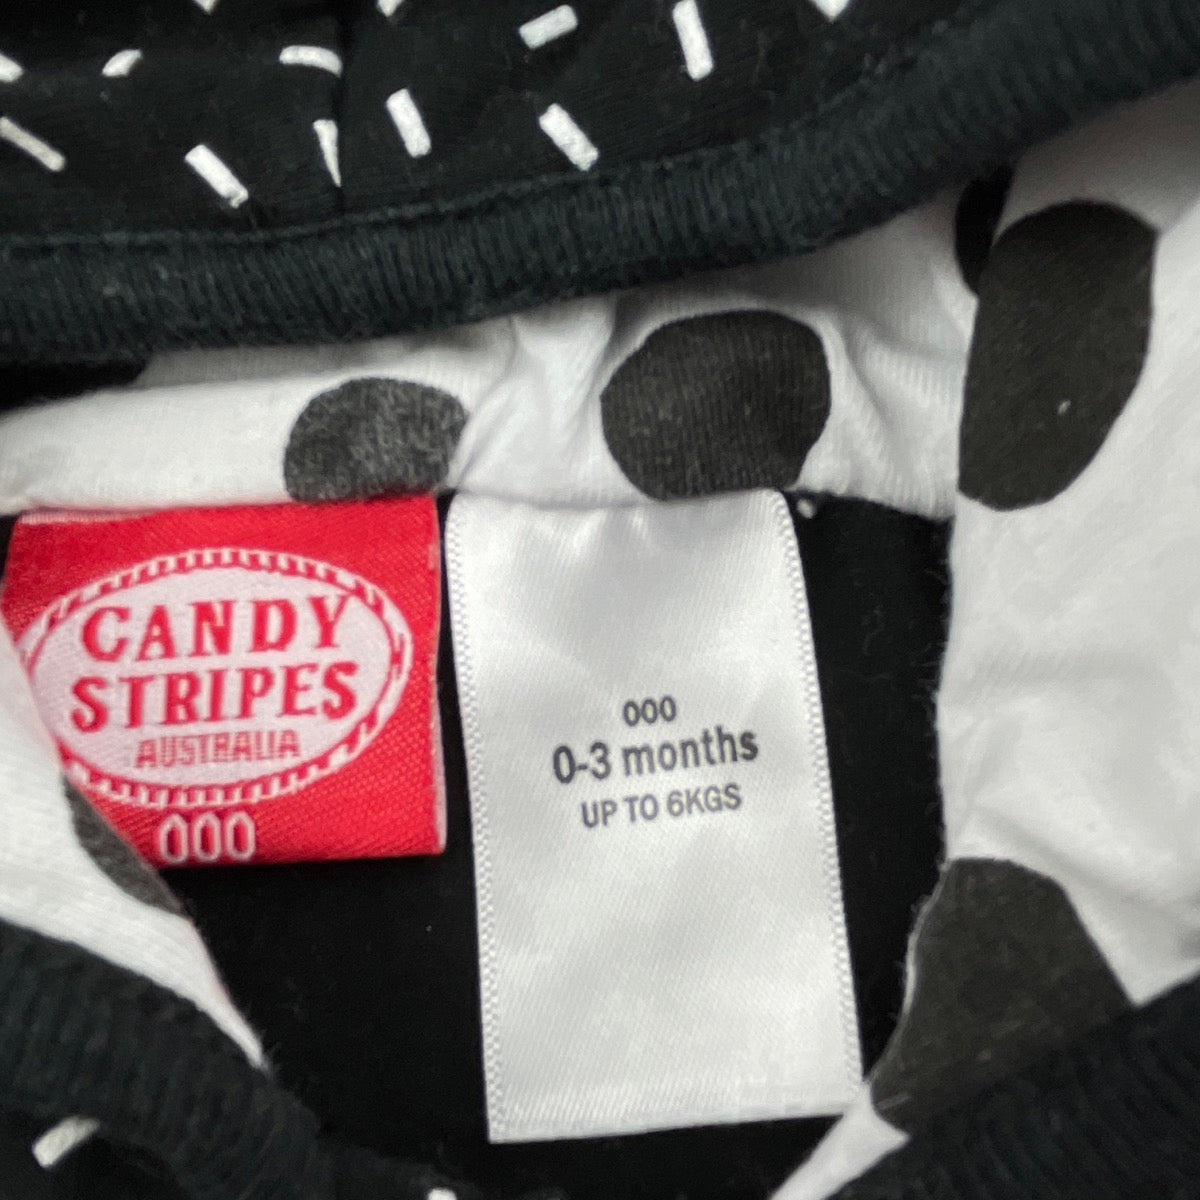 CANDY
STRIPES
AUSTRALIA
000
000
0-3 months
UP TO 6KGS